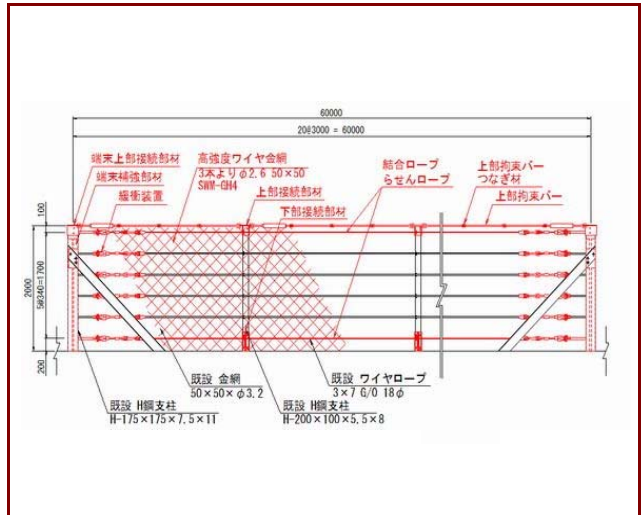 60000
20@3000 = 60000
端末上部接続部材
端末補強部材
緩衝装置
高強度ワイヤ金網
3本よりφ2.6 50×50
SWM-GH4
上部接続部材
下部接続部材
結合ロープ
らせんロープ
上部拘束バー
つなぎ材
上部拘束バー
100
2000
5@340=1700
200
既設 金網
50×50×φ3.2
既設 ワイヤロープ
3×7 G/O 18φ
既設 H鋼支柱
H-175×175×7.5×11
既設 H鋼支柱
H-200×100×5.5×8